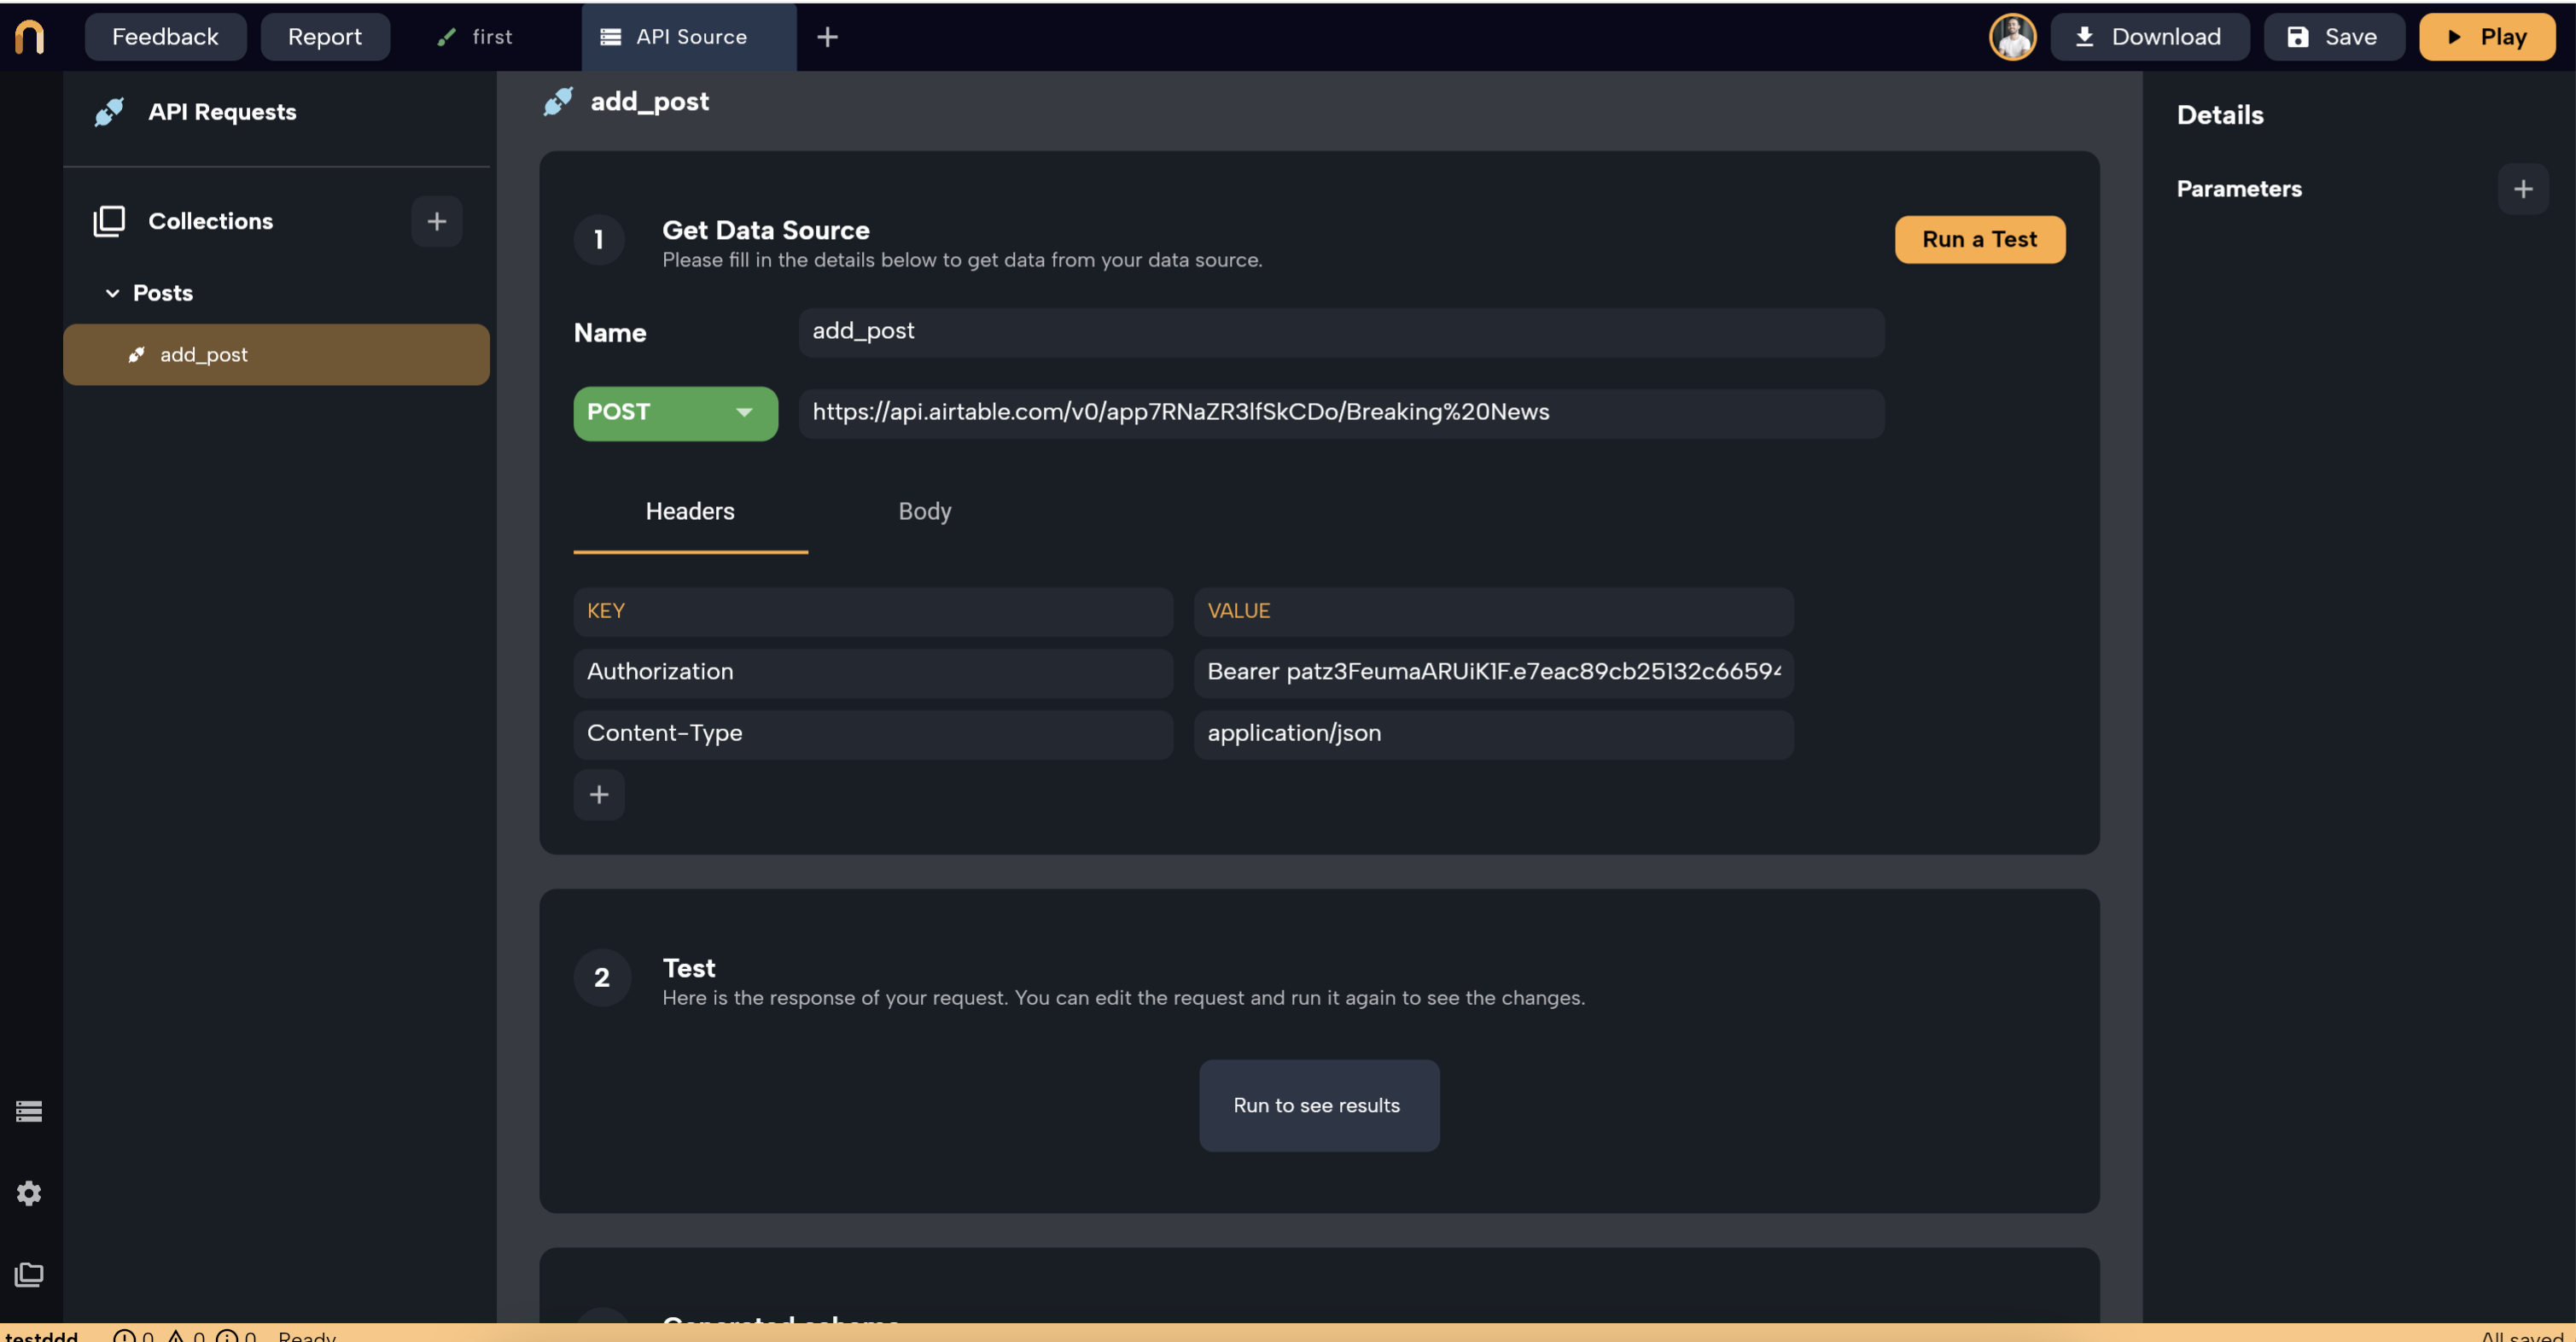 Feedback
Report
first
API Source
Download
Save
Play
API Requests
Collections
Posts
add_post
add_post
1
Get Data Source
Please fill in the details below to get data from your data source.
Run a Test
Name
add_post
POST
https://api.airtable.com/v0/app7RNaZR3lfSkCDo/Breaking%20News
Headers
Body
KEY
VALUE
Authorization
Bearer patz3FeumaARUiK1F.e7eac89cb25132c6659
Content-Type
application/json
2
Test
Here is the response of your request. You can edit the request and run it again to see the changes.
Run to see results
Generated schema
Details
Parameters
testddd
0
0
0
Ready
All saved